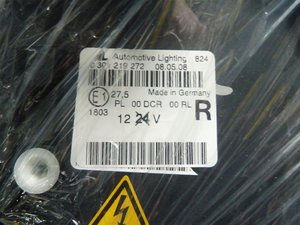 AL Automotive Lighting 824
0 301 219 272 08.05.08
E1 27,5 Made in Germany
PL 00 DCR 00 RL
1803
12 24 V
R